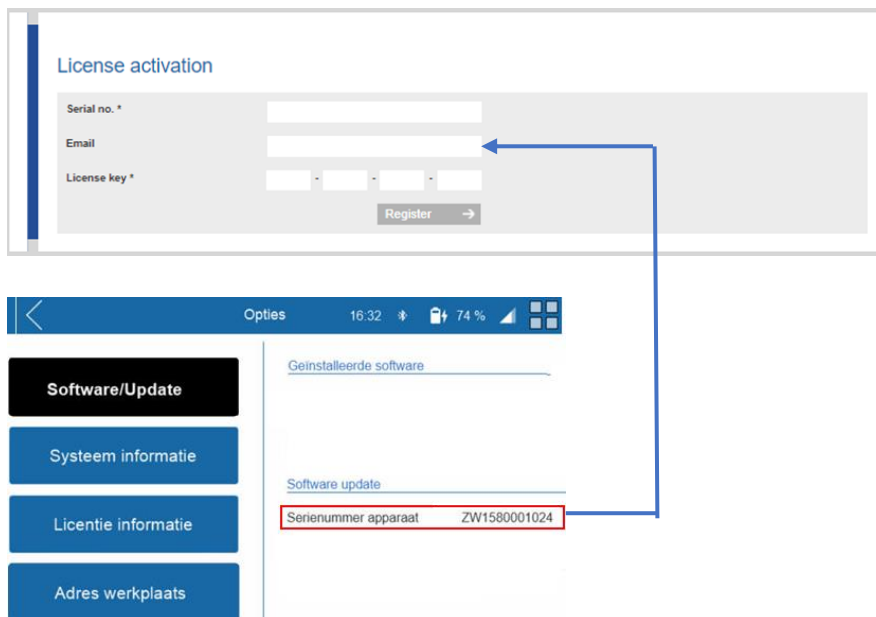 License activation
Serial no. *
Email
License key *
- - -
Register →
Opties 16:32 74 %
Geïnstalleerde software
Software/Update
Systeem informatie
Software update
Serienummer apparaat ZW1580001024
Licentie informatie
Adres werkplaats